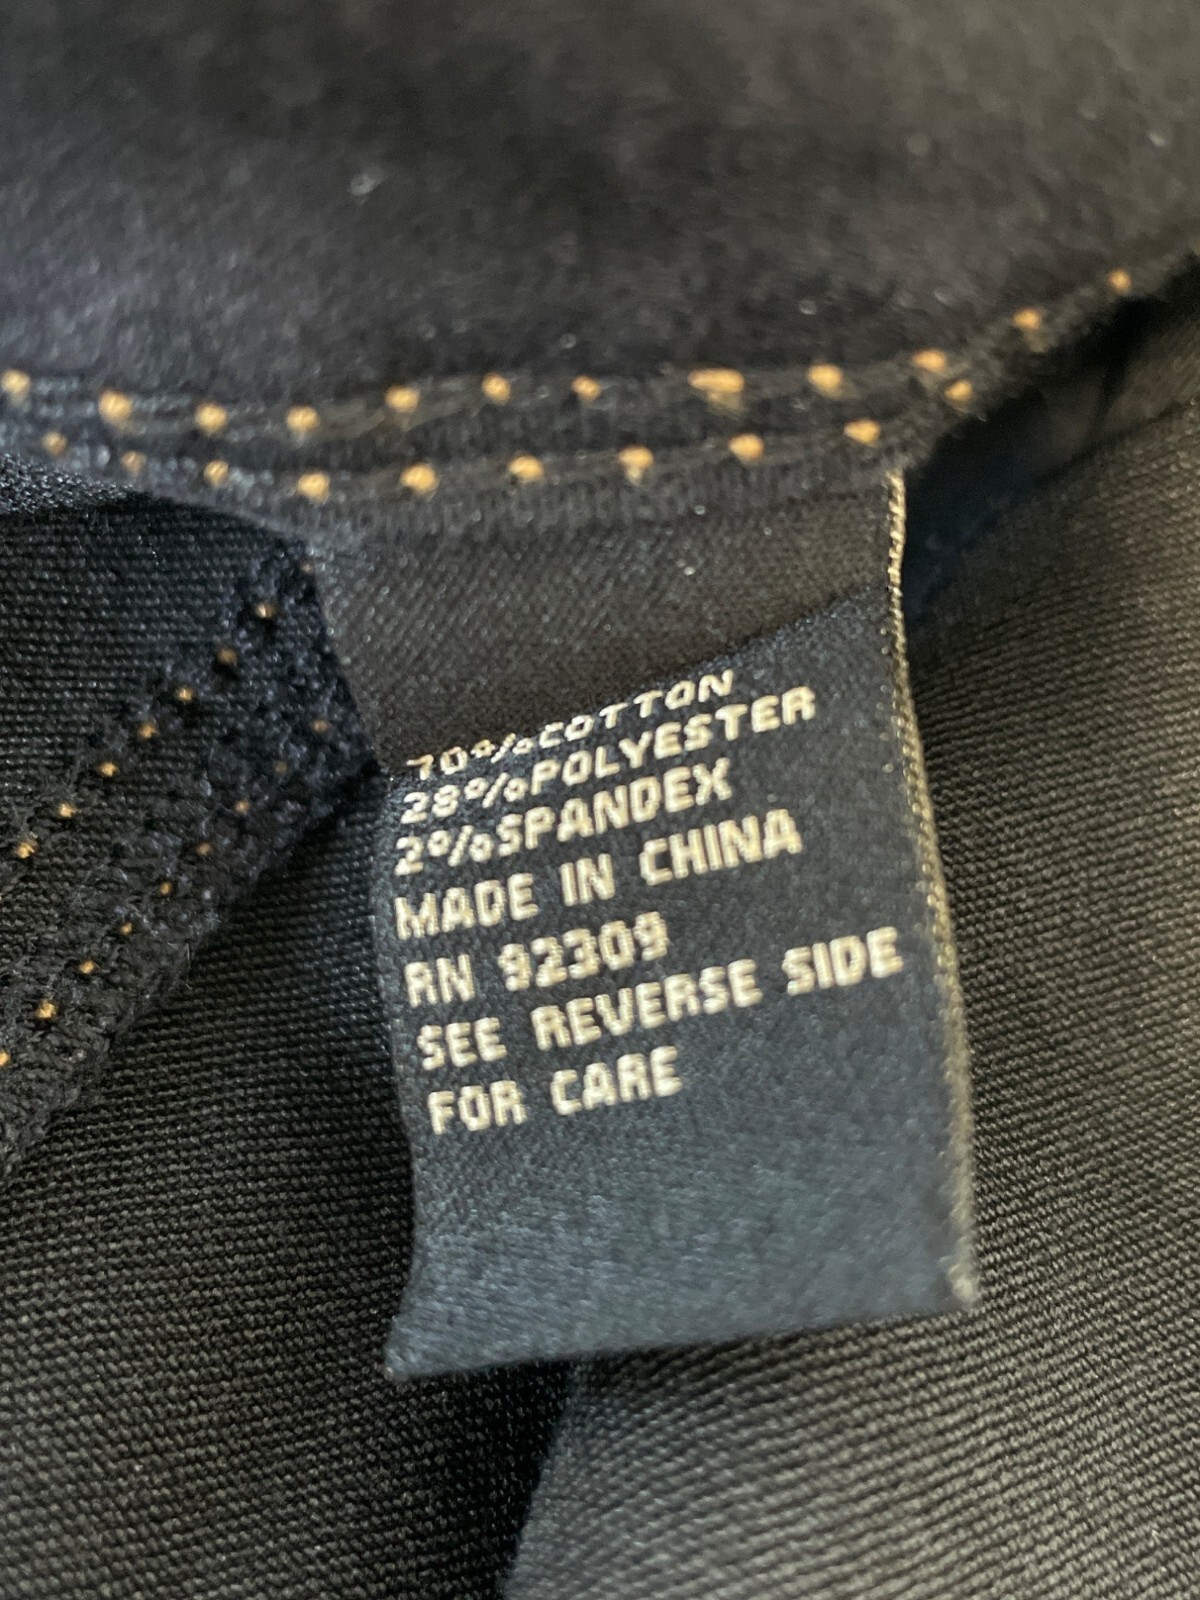 70%COTTON
28%POLYESTER
2%SPANDEX
MADE IN CHINA
RN 92309
SEE REVERSE SIDE
FOR CARE